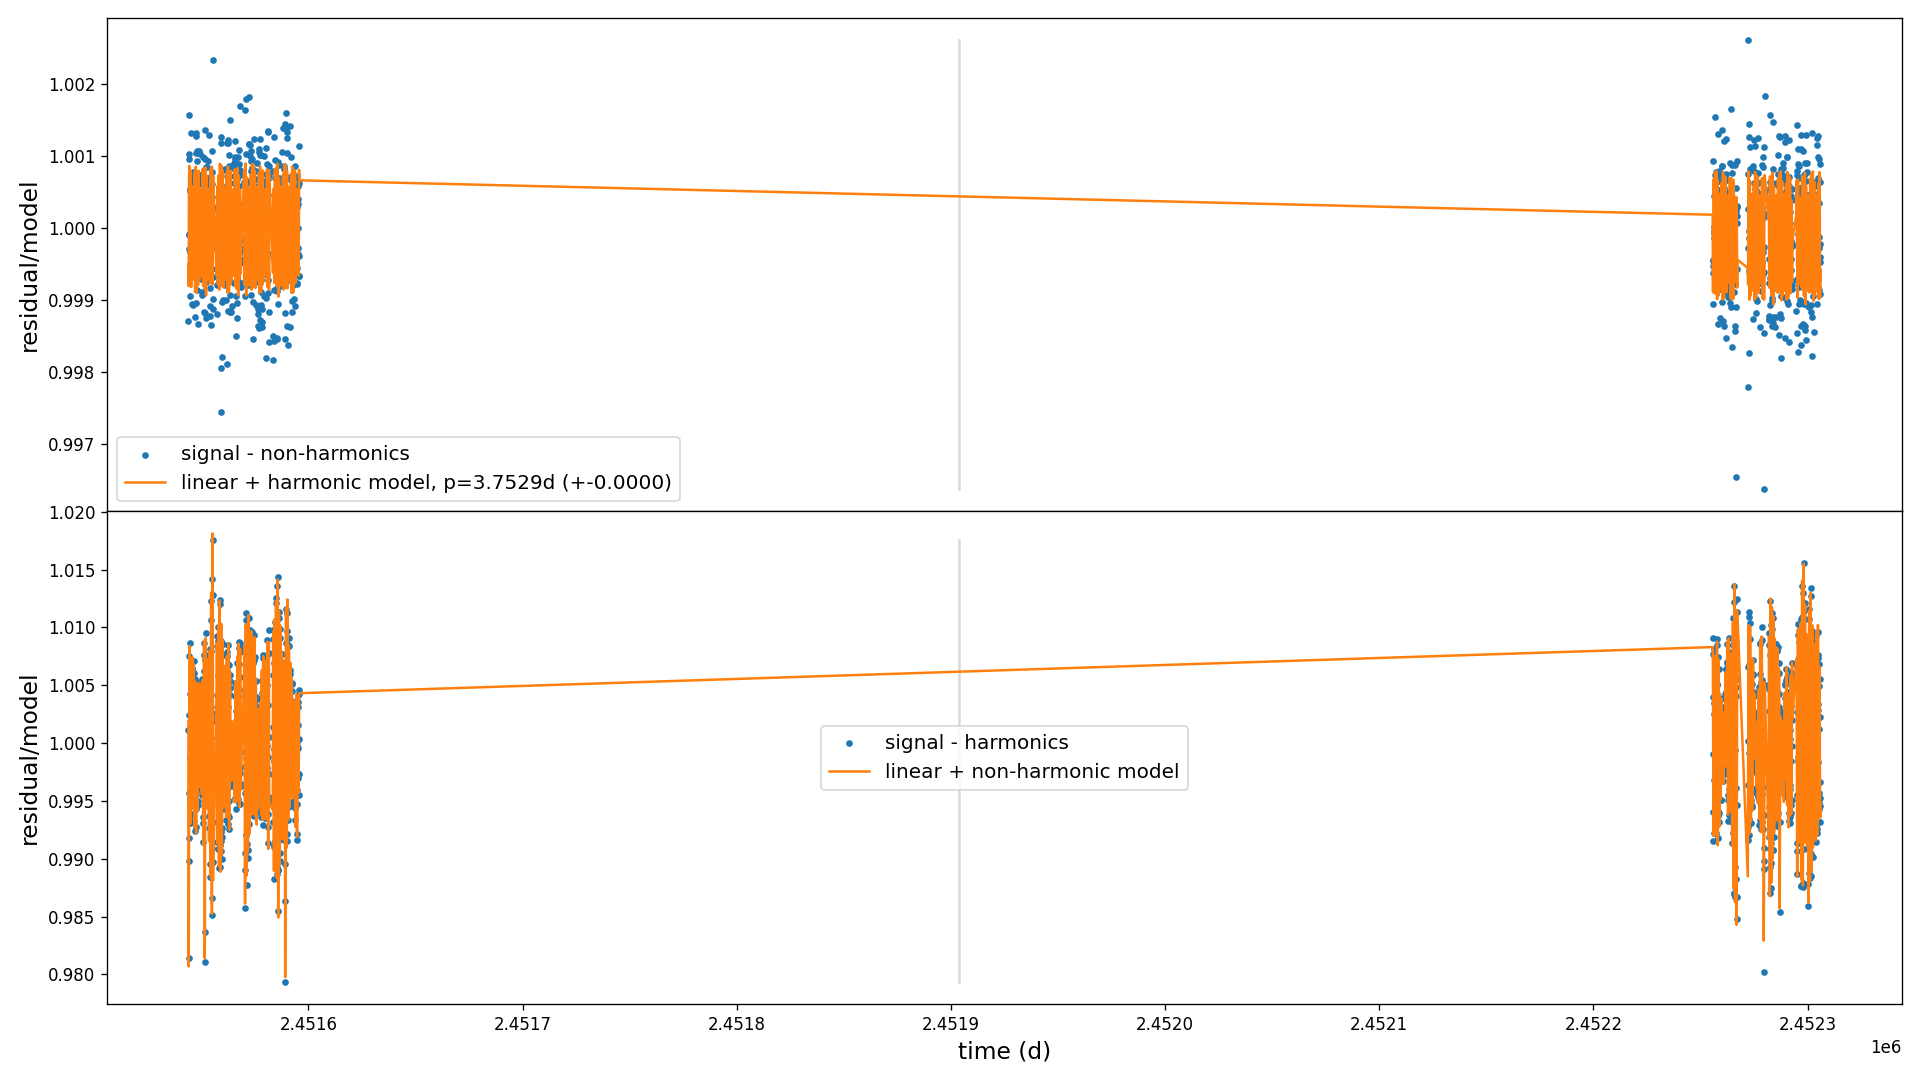 1.002
1.001
1.000
0.999
0.998
0.997
residual/model
signal - non-harmonics
linear + harmonic model, p=3.7529d (+-0.0000)
1.020
1.015
1.010
1.005
1.000
0.995
0.990
0.985
0.980
residual/model
signal - harmonics
linear + non-harmonic model
2.4516 2.4517 2.4518 2.4519 2.4520 2.4521 2.4522 2.4523
time (d)
1e6